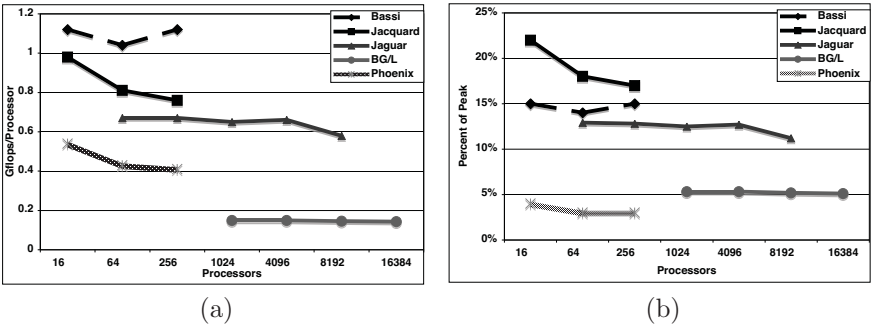 1.2
1
0.8
0.6
0.4
0.2
0
Gflops/Processor
16 64 256 1024 4096 8192 16384
Processors
Bassi
Jacquard
Jaguar
BG/L
Phoenix
(a)
25%
20%
15%
10%
5%
0%
Percent of Peak
16 64 256 1024 4096 8192 16384
Processors
Bassi
Jacquard
Jaguar
BG/L
Phoenix
(b)